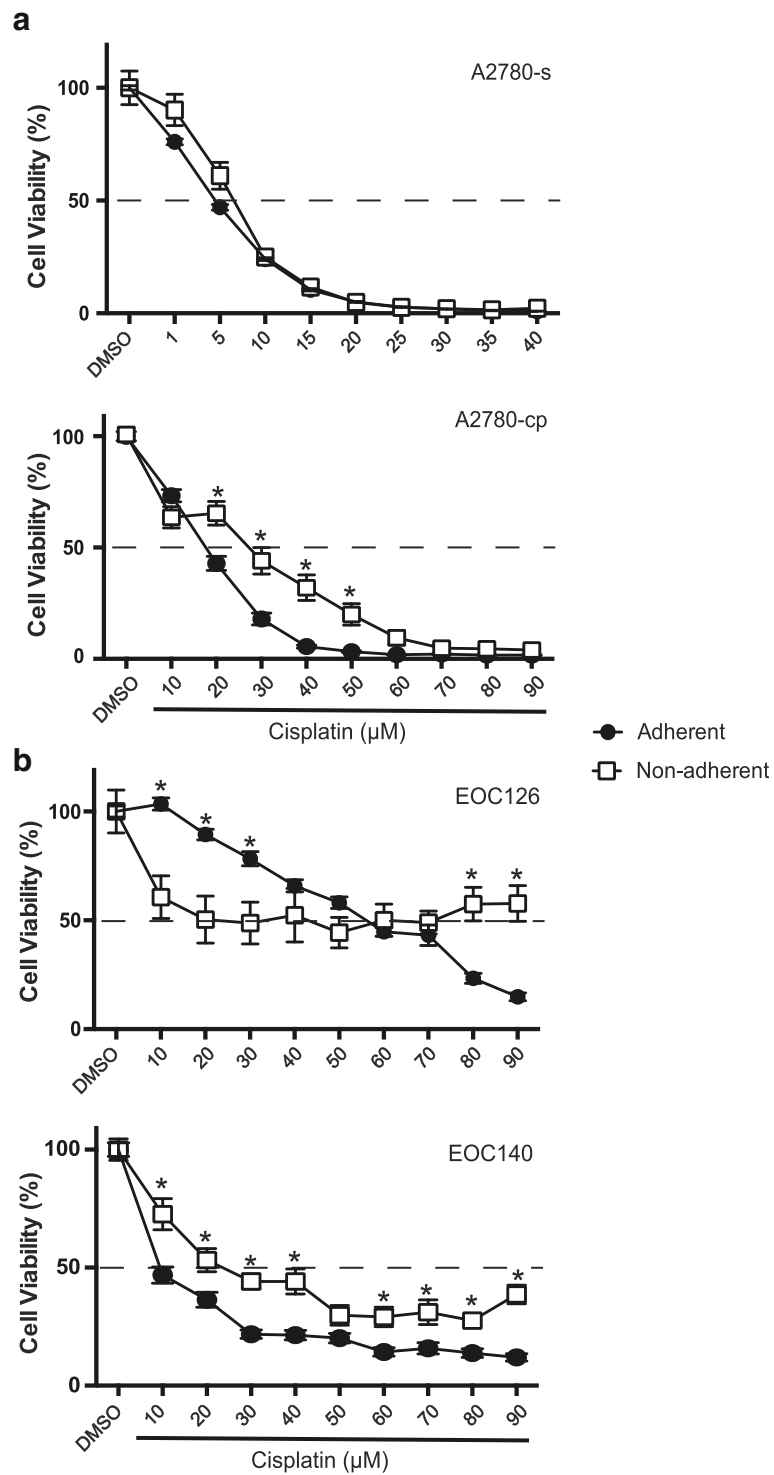 a
A2780-s
Cell Viability (%)
100
50
0
DMSO 1 5 10 15 20 25 30 35 40
A2780-cp
Cell Viability (%)
100
50
0
DMSO 10 20 30 40 50 60 70 80 90
* * * *
Cisplatin (µM)
Adherent
Non-adherent
b
EOC126
Cell Viability (%)
100
50
0
* * * * *
DMSO 10 20 30 40 50 60 70 80 90
EOC140
Cell Viability (%)
100
50
0
* * * * * * * *
DMSO 10 20 30 40 50 60 70 80 90
Cisplatin (µM)